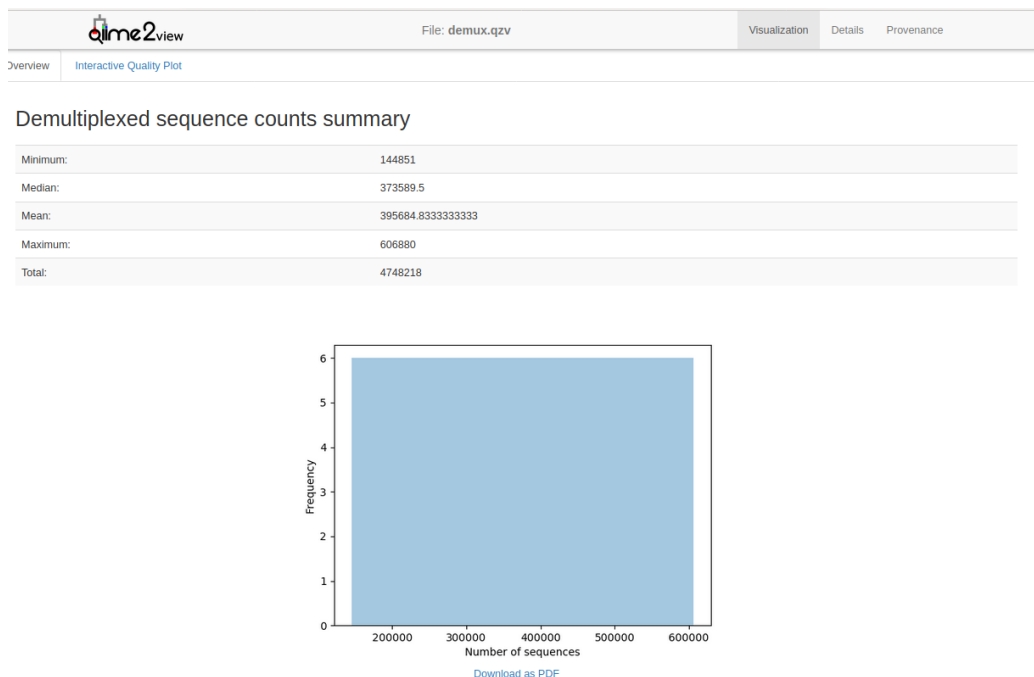 qiime2view File: demux.qzv Visualization Details Provenance
Overview Interactive Quality Plot
Demultiplexed sequence counts summary
Minimum: 144851
Median: 373589.5
Mean: 395684.8333333333
Maximum: 606880
Total: 4748218
6
5
4
3
2
1
0
Frequency
200000 300000 400000 500000 600000
Number of sequences
Download as PDF